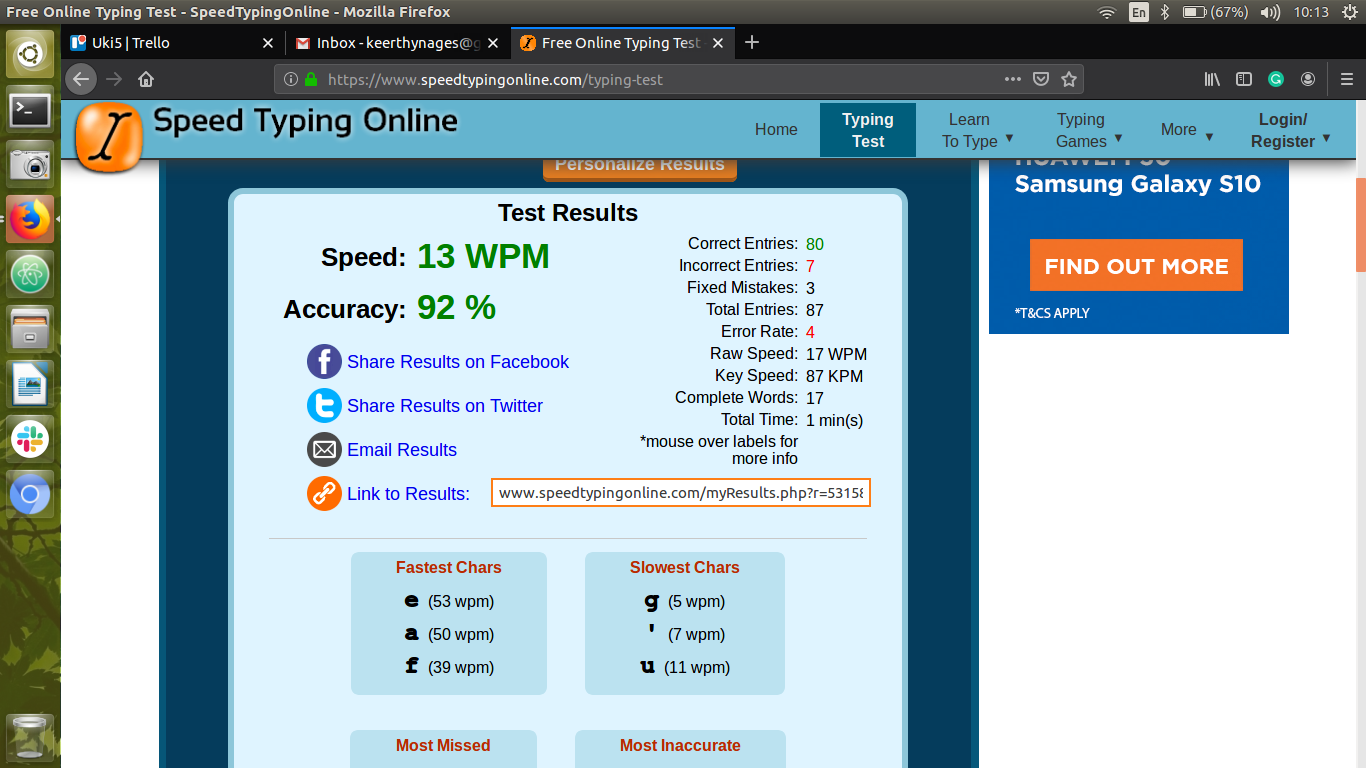 Free Online Typing Test - SpeedTypingOnline - Mozilla Firefox
En (67%) 10:13
Uki5 | Trello
Inbox - keerthynages@g
Free Online Typing Test
https://www.speedtypingonline.com/typing-test
Speed Typing Online
Home
Typing Test
Learn To Type
Typing Games
More
Login/ Register
Personalize Results
Samsung Galaxy S10
FIND OUT MORE
*T&CS APPLY
Test Results
Speed: 13 WPM
Accuracy: 92 %
Share Results on Facebook
Share Results on Twitter
Email Results
Link to Results: www.speedtypingonline.com/myResults.php?r=5315
Correct Entries: 80
Incorrect Entries: 7
Fixed Mistakes: 3
Total Entries: 87
Error Rate: 4
Raw Speed: 17 WPM
Key Speed: 87 KPM
Complete Words: 17
Total Time: 1 min(s)
*mouse over labels for
more info
Fastest Chars
e (53 wpm)
a (50 wpm)
f (39 wpm)
Slowest Chars
g (5 wpm)
' (7 wpm)
u (11 wpm)
Most Missed
Most Inaccurate